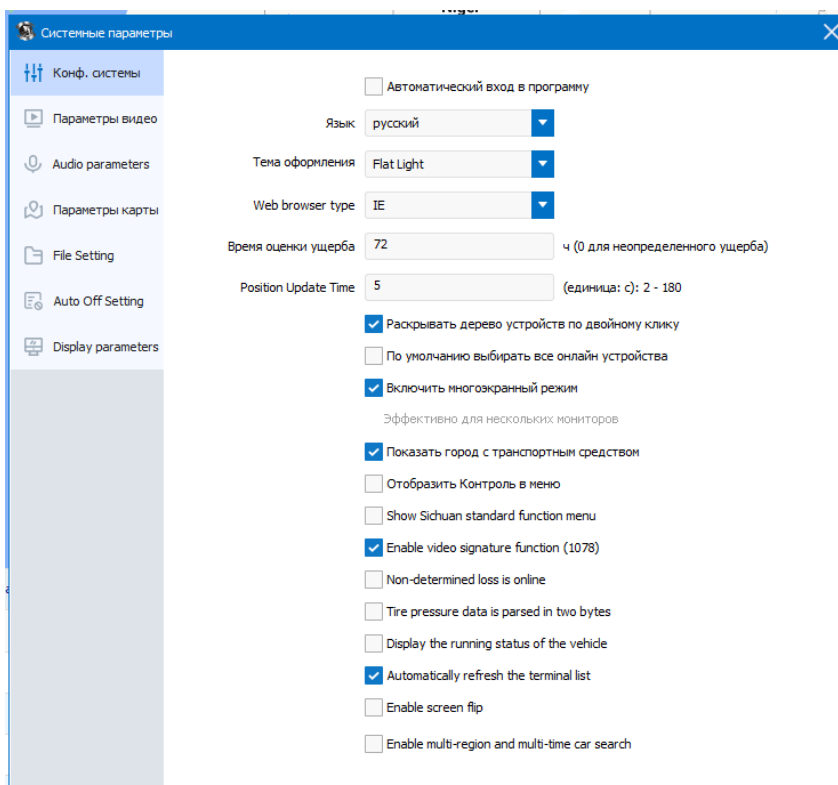 Niger
Системные параметры
Конф. системы
Параметры видео
Audio parameters
Параметры карты
File Setting
Auto Off Setting
Display parameters
Автоматический вход в программу
Язык русский
Тема оформления Flat Light
Web browser type IE
Время оценки ущерба 72 ч (0 для неопределенного ущерба)
Position Update Time 5 (единица: с): 2 - 180
Раскрывать дерево устройств по двойному клику
По умолчанию выбирать все онлайн устройства
Включить многоэкранный режим
Эффективно для нескольких мониторов
Показать город с транспортным средством
Отобразить Контроль в меню
Show Sichuan standard function menu
Enable video signature function (1078)
Non-determined loss is online
Tire pressure data is parsed in two bytes
Display the running status of the vehicle
Automatically refresh the terminal list
Enable screen flip
Enable multi-region and multi-time car search